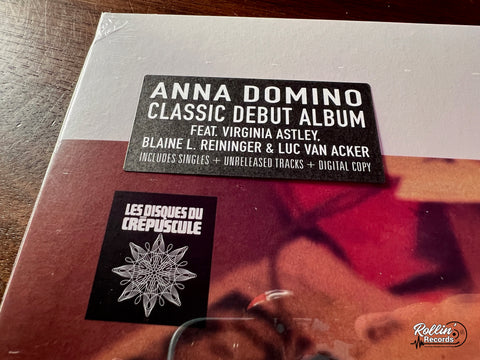 ANNA DOMINO
CLASSIC DEBUT ALBUM
FEAT. VIRGINIA ASTLEY,
BLAINE L. REININGER & LUC VAN ACKER
INCLUDES SINGLES + UNRELEASED TRACKS + DIGITAL COPY
LES DISQUES DU
CRÉPUSCULE
Rollin'
Records